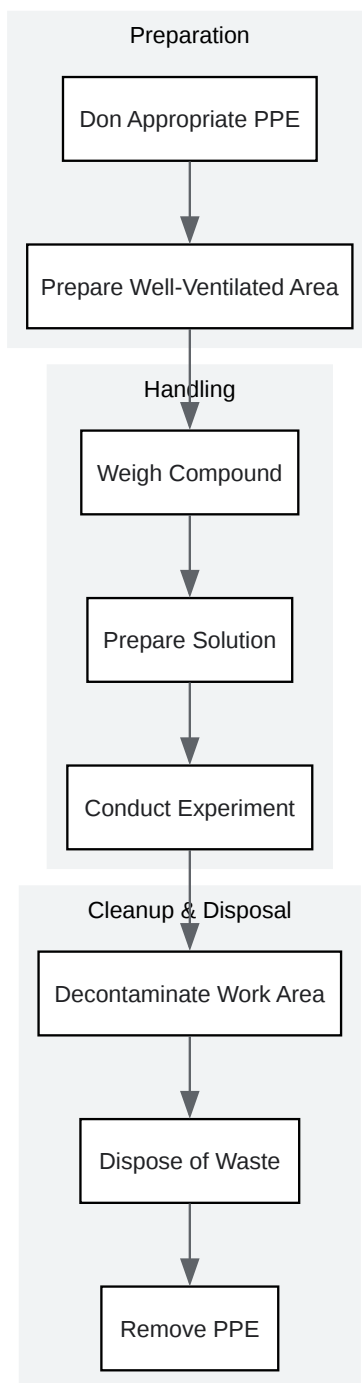 Preparation
Don Appropriate PPE
Prepare Well-Ventilated Area
Handling
Weigh Compound
Prepare Solution
Conduct Experiment
Cleanup & Disposal
Decontaminate Work Area
Dispose of Waste
Remove PPE